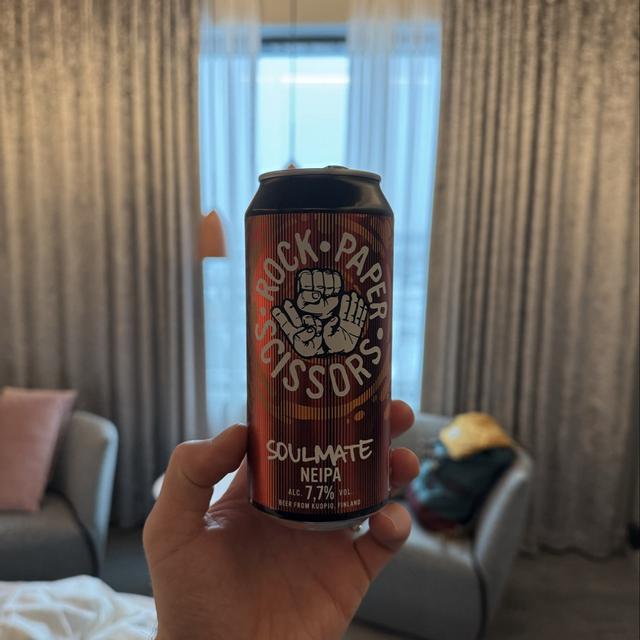 ROCK • PAPER • SCISSORS •
SOULMATE
NEIPA
ALC. 7,7% VOL.
BEER FROM KUOPIO, FINLAND